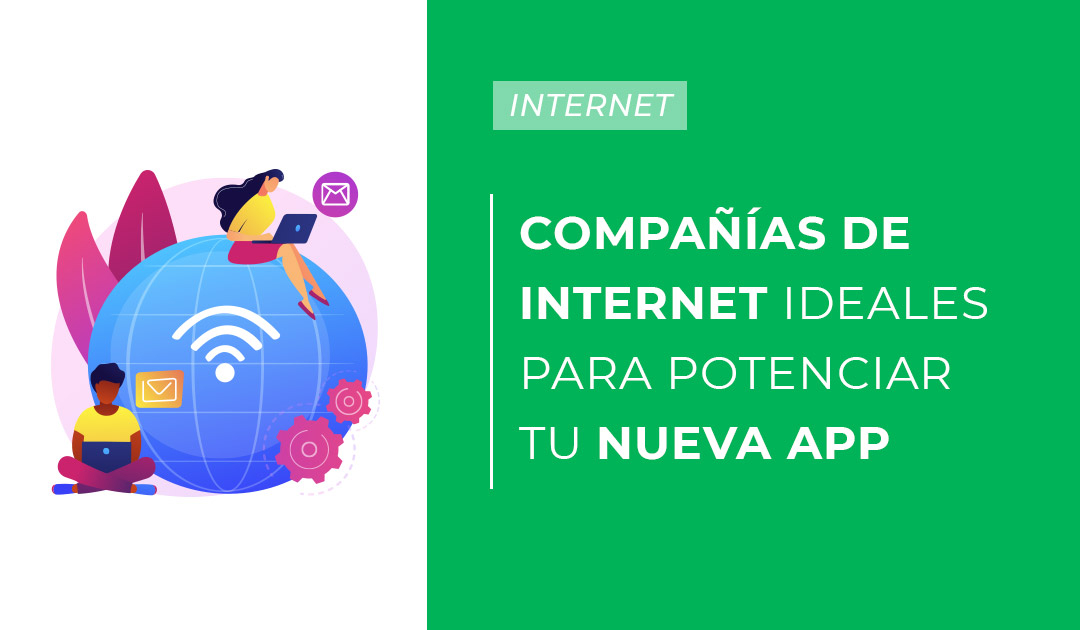 INTERNET
COMPAÑÍAS DE
INTERNET IDEALES
PARA POTENCIAR
TU NUEVA APP